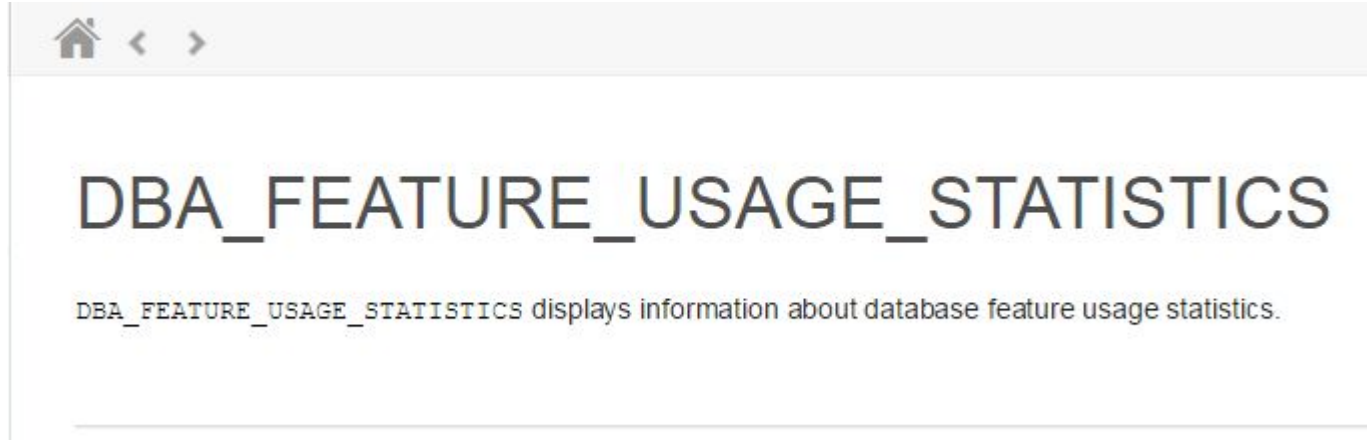 DBA_FEATURE_USAGE_STATISTICS
DBA_FEATURE_USAGE_STATISTICS displays information about database feature usage statistics.